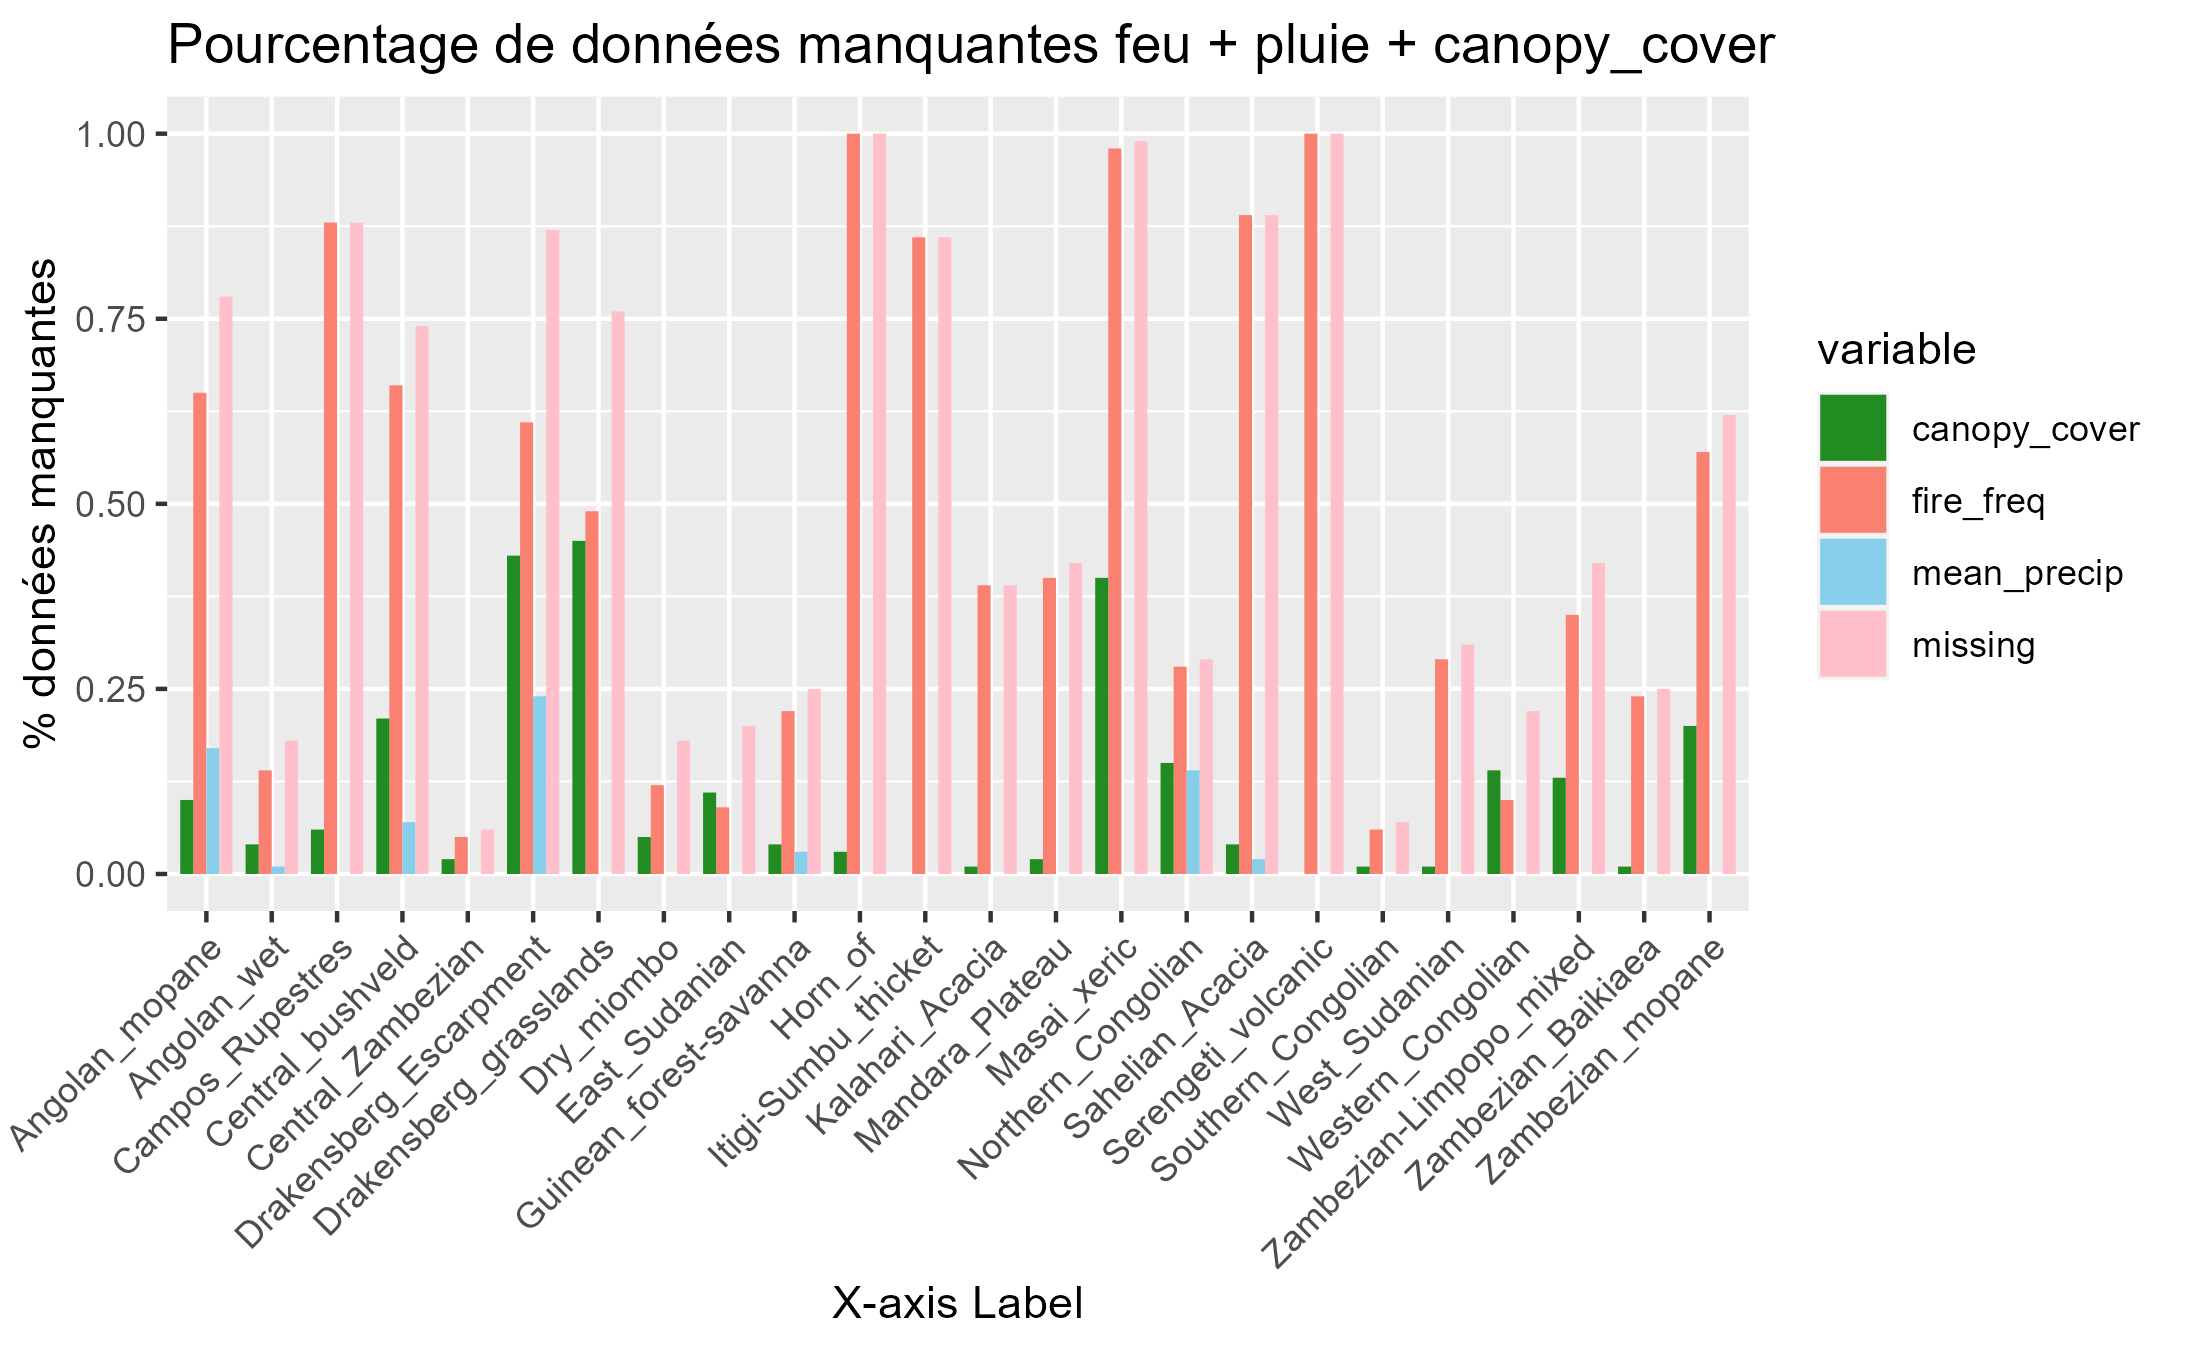 Pourcentage de données manquantes feu + pluie + canopy_cover
% données manquantes
1.00
0.75
0.50
0.25
0.00
Angolan_mopane
Angolan_wet
Campos_Rupestres
Central_bushveld
Central_Zambezian
Drakensberg_Escarpment
Drakensberg_grasslands
Dry_miombo
East_Sudanian
Guinean_forest-savanna
Horn_of
Itigi-Sumbu_thicket
Kalahari_Acacia
Mandara_Plateau
Masai_xeric
Northern_Congolian
Sahelian_Acacia
Serengeti_volcanic
Southern_Congolian
West_Sudanian
Western_Congolian
Zambezian-Limpopo_mixed
Zambezian_Baikiaea
Zambezian_mopane
X-axis Label
variable
canopy_cover
fire_freq
mean_precip
missing